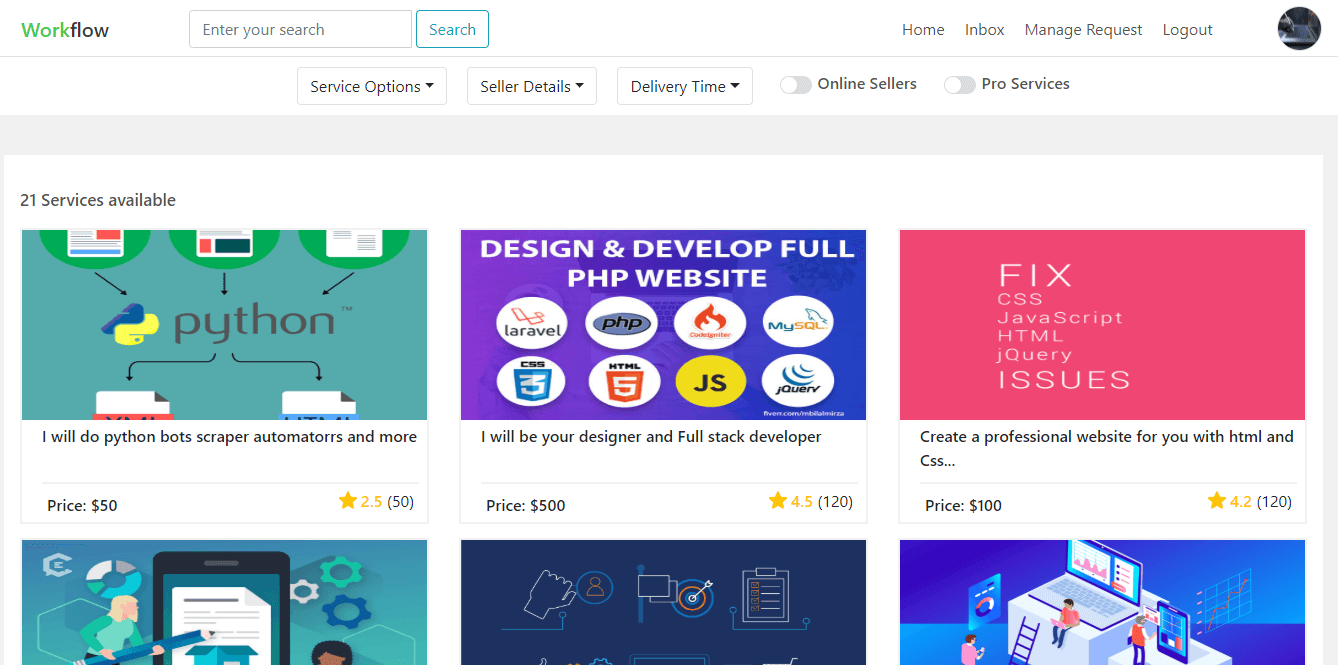 Workflow
Enter your search
Search
Home
Inbox
Manage Request
Logout
Service Options
Seller Details
Delivery Time
Online Sellers
Pro Services
21 Services available
python™
XML
HTML
I will do python bots scraper automatorrs and more
Price: $50
2.5 (50)
DESIGN & DEVELOP FULL
PHP WEBSITE
laravel
php
CodeIgniter
MySQL
CSS
3
HTML
5
JS
jQuery
fiverr.com/mbilalmirza
I will be your designer and Full stack developer
Price: $500
4.5 (120)
FIX
CSS
JavaScript
HTML
jQuery
ISSUES
Create a professional website for you with html and
Css...
Price: $100
4.2 (120)